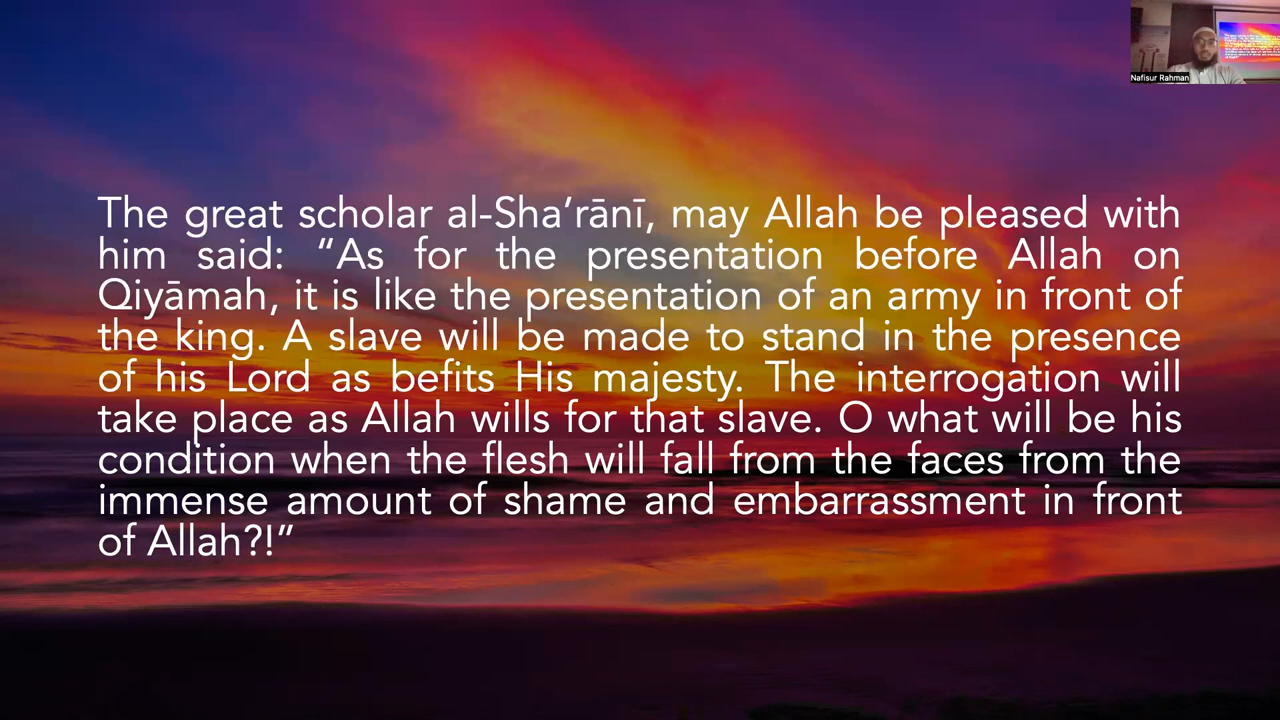 Nafisur Rahman
The great scholar al-Sha’rānī, may Allah be pleased with
him said: “As for the presentation before Allah on
Qiyāmah, it is like the presentation of an army in front of
the king. A slave will be made to stand in the presence
of his Lord as befits His majesty. The interrogation will
take place as Allah wills for that slave. O what will be his
condition when the flesh will fall from the faces from the
immense amount of shame and embarrassment in front
of Allah?!”